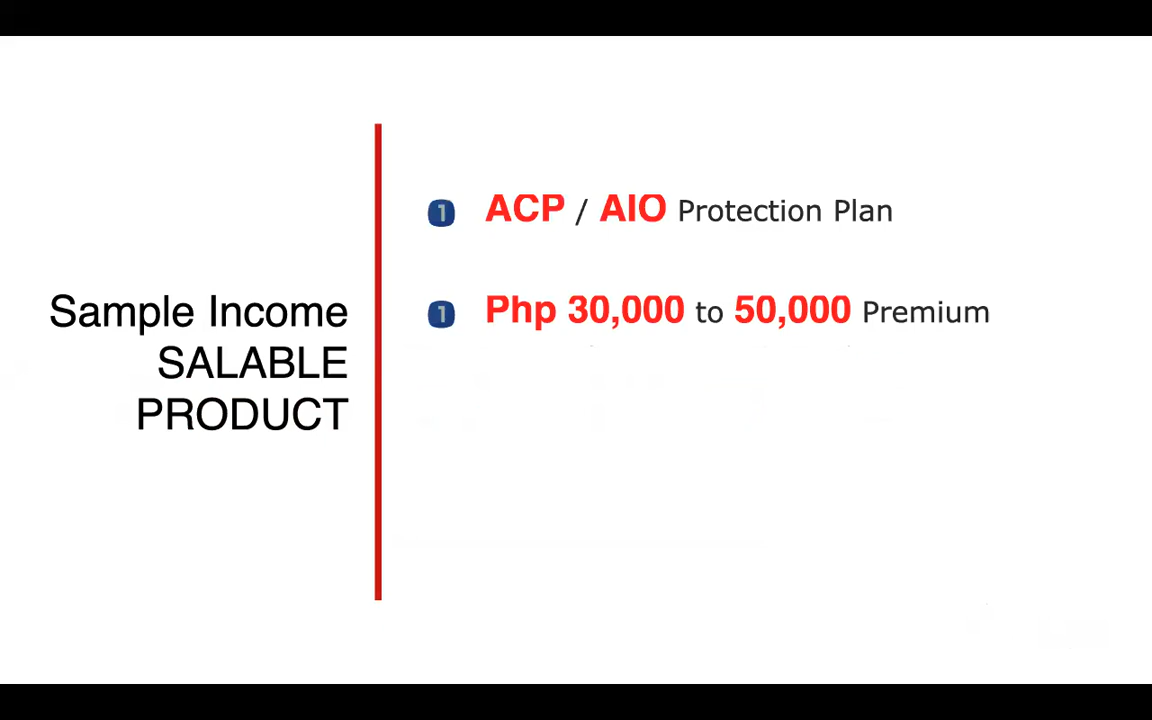 Sample Income
SALABLE
PRODUCT
1 ACP / AIO Protection Plan
1 Php 30,000 to 50,000 Premium